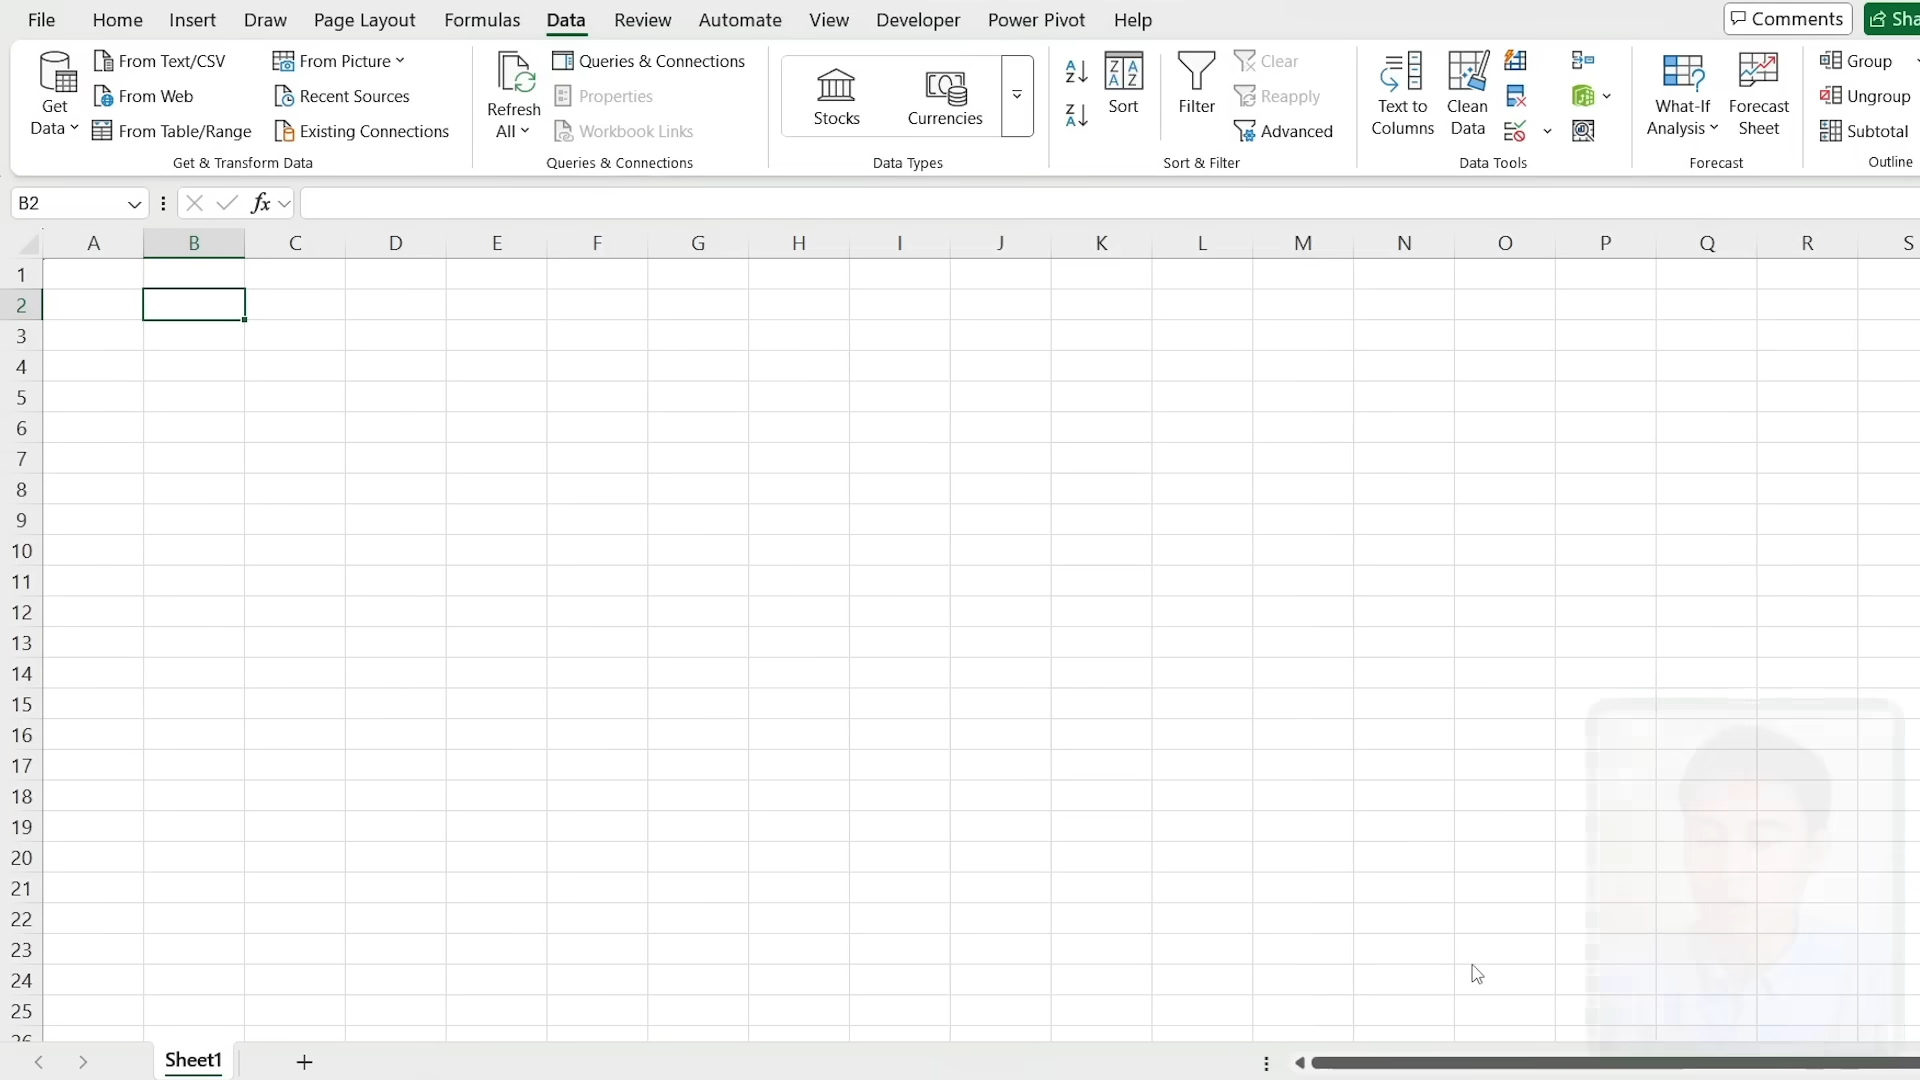 File Home Insert Draw Page Layout Formulas Data Review Automate View Developer Power Pivot Help Comments Sha
Get Data
From Text/CSV
From Web
From Table/Range
From Picture
Recent Sources
Existing Connections
Get & Transform Data
Refresh All
Queries & Connections
Properties
Workbook Links
Queries & Connections
Stocks
Currencies
Data Types
Sort
Filter
Clear
Reapply
Advanced
Sort & Filter
Text to Columns
Clean Data
Data Tools
What-If Analysis
Forecast Sheet
Forecast
Group
Ungroup
Subtotal
Outline
B2
fx
A B C D E F G H I J K L M N O P Q R S
1
2
3
4
5
6
7
8
9
10
11
12
13
14
15
16
17
18
19
20
21
22
23
24
25
26
Sheet1